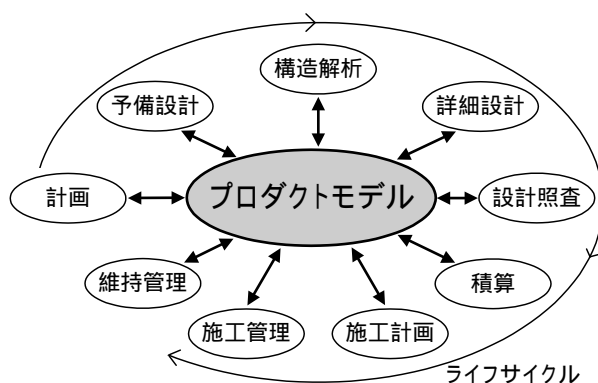 構造解析
予備設計
詳細設計
計画
プロダクトモデル
設計照査
維持管理
積算
施工管理
施工計画
ライフサイクル